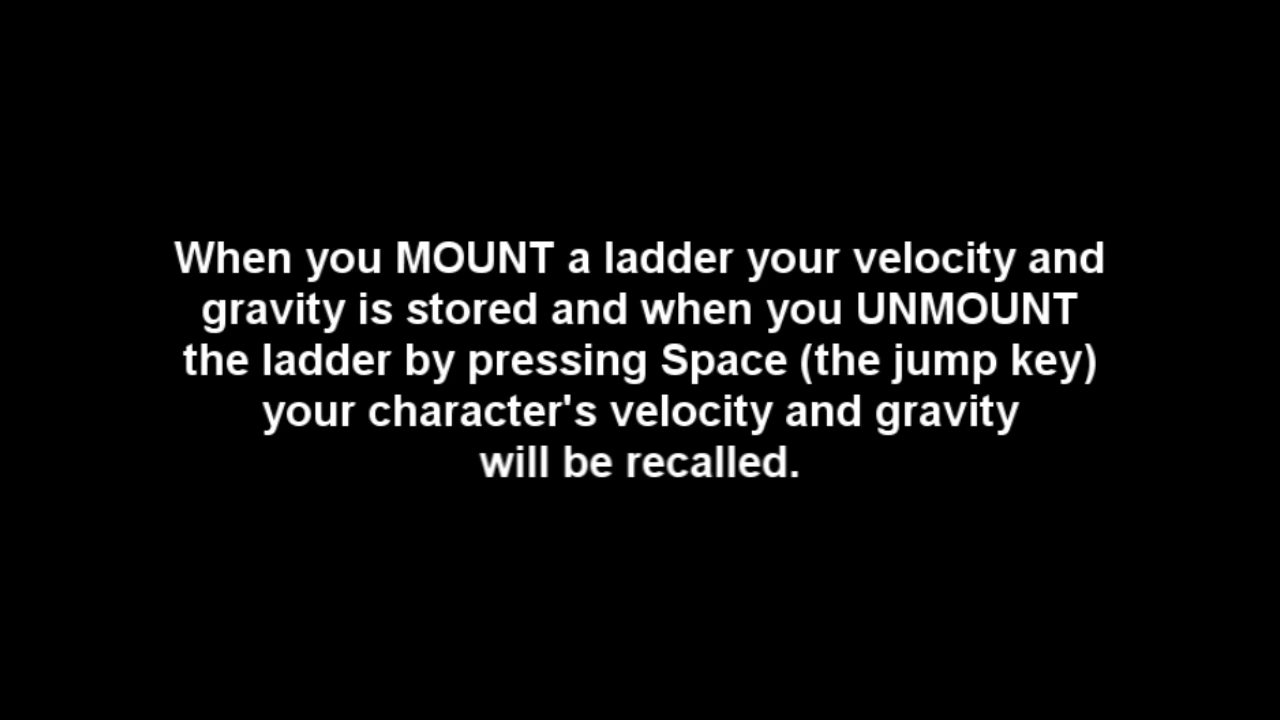 When you MOUNT a ladder your velocity and
gravity is stored and when you UNMOUNT
the ladder by pressing Space (the jump key)
your character's velocity and gravity
will be recalled.